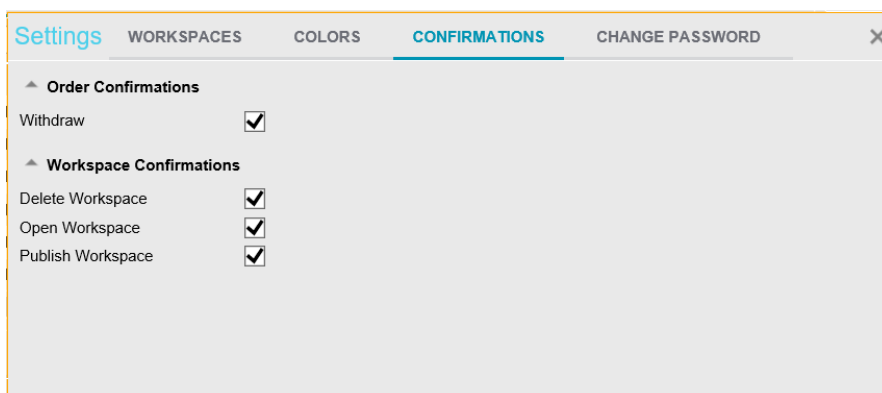 Settings WORKSPACES COLORS CONFIRMATIONS CHANGE PASSWORD
Order Confirmations
Withdraw
Workspace Confirmations
Delete Workspace
Open Workspace
Publish Workspace